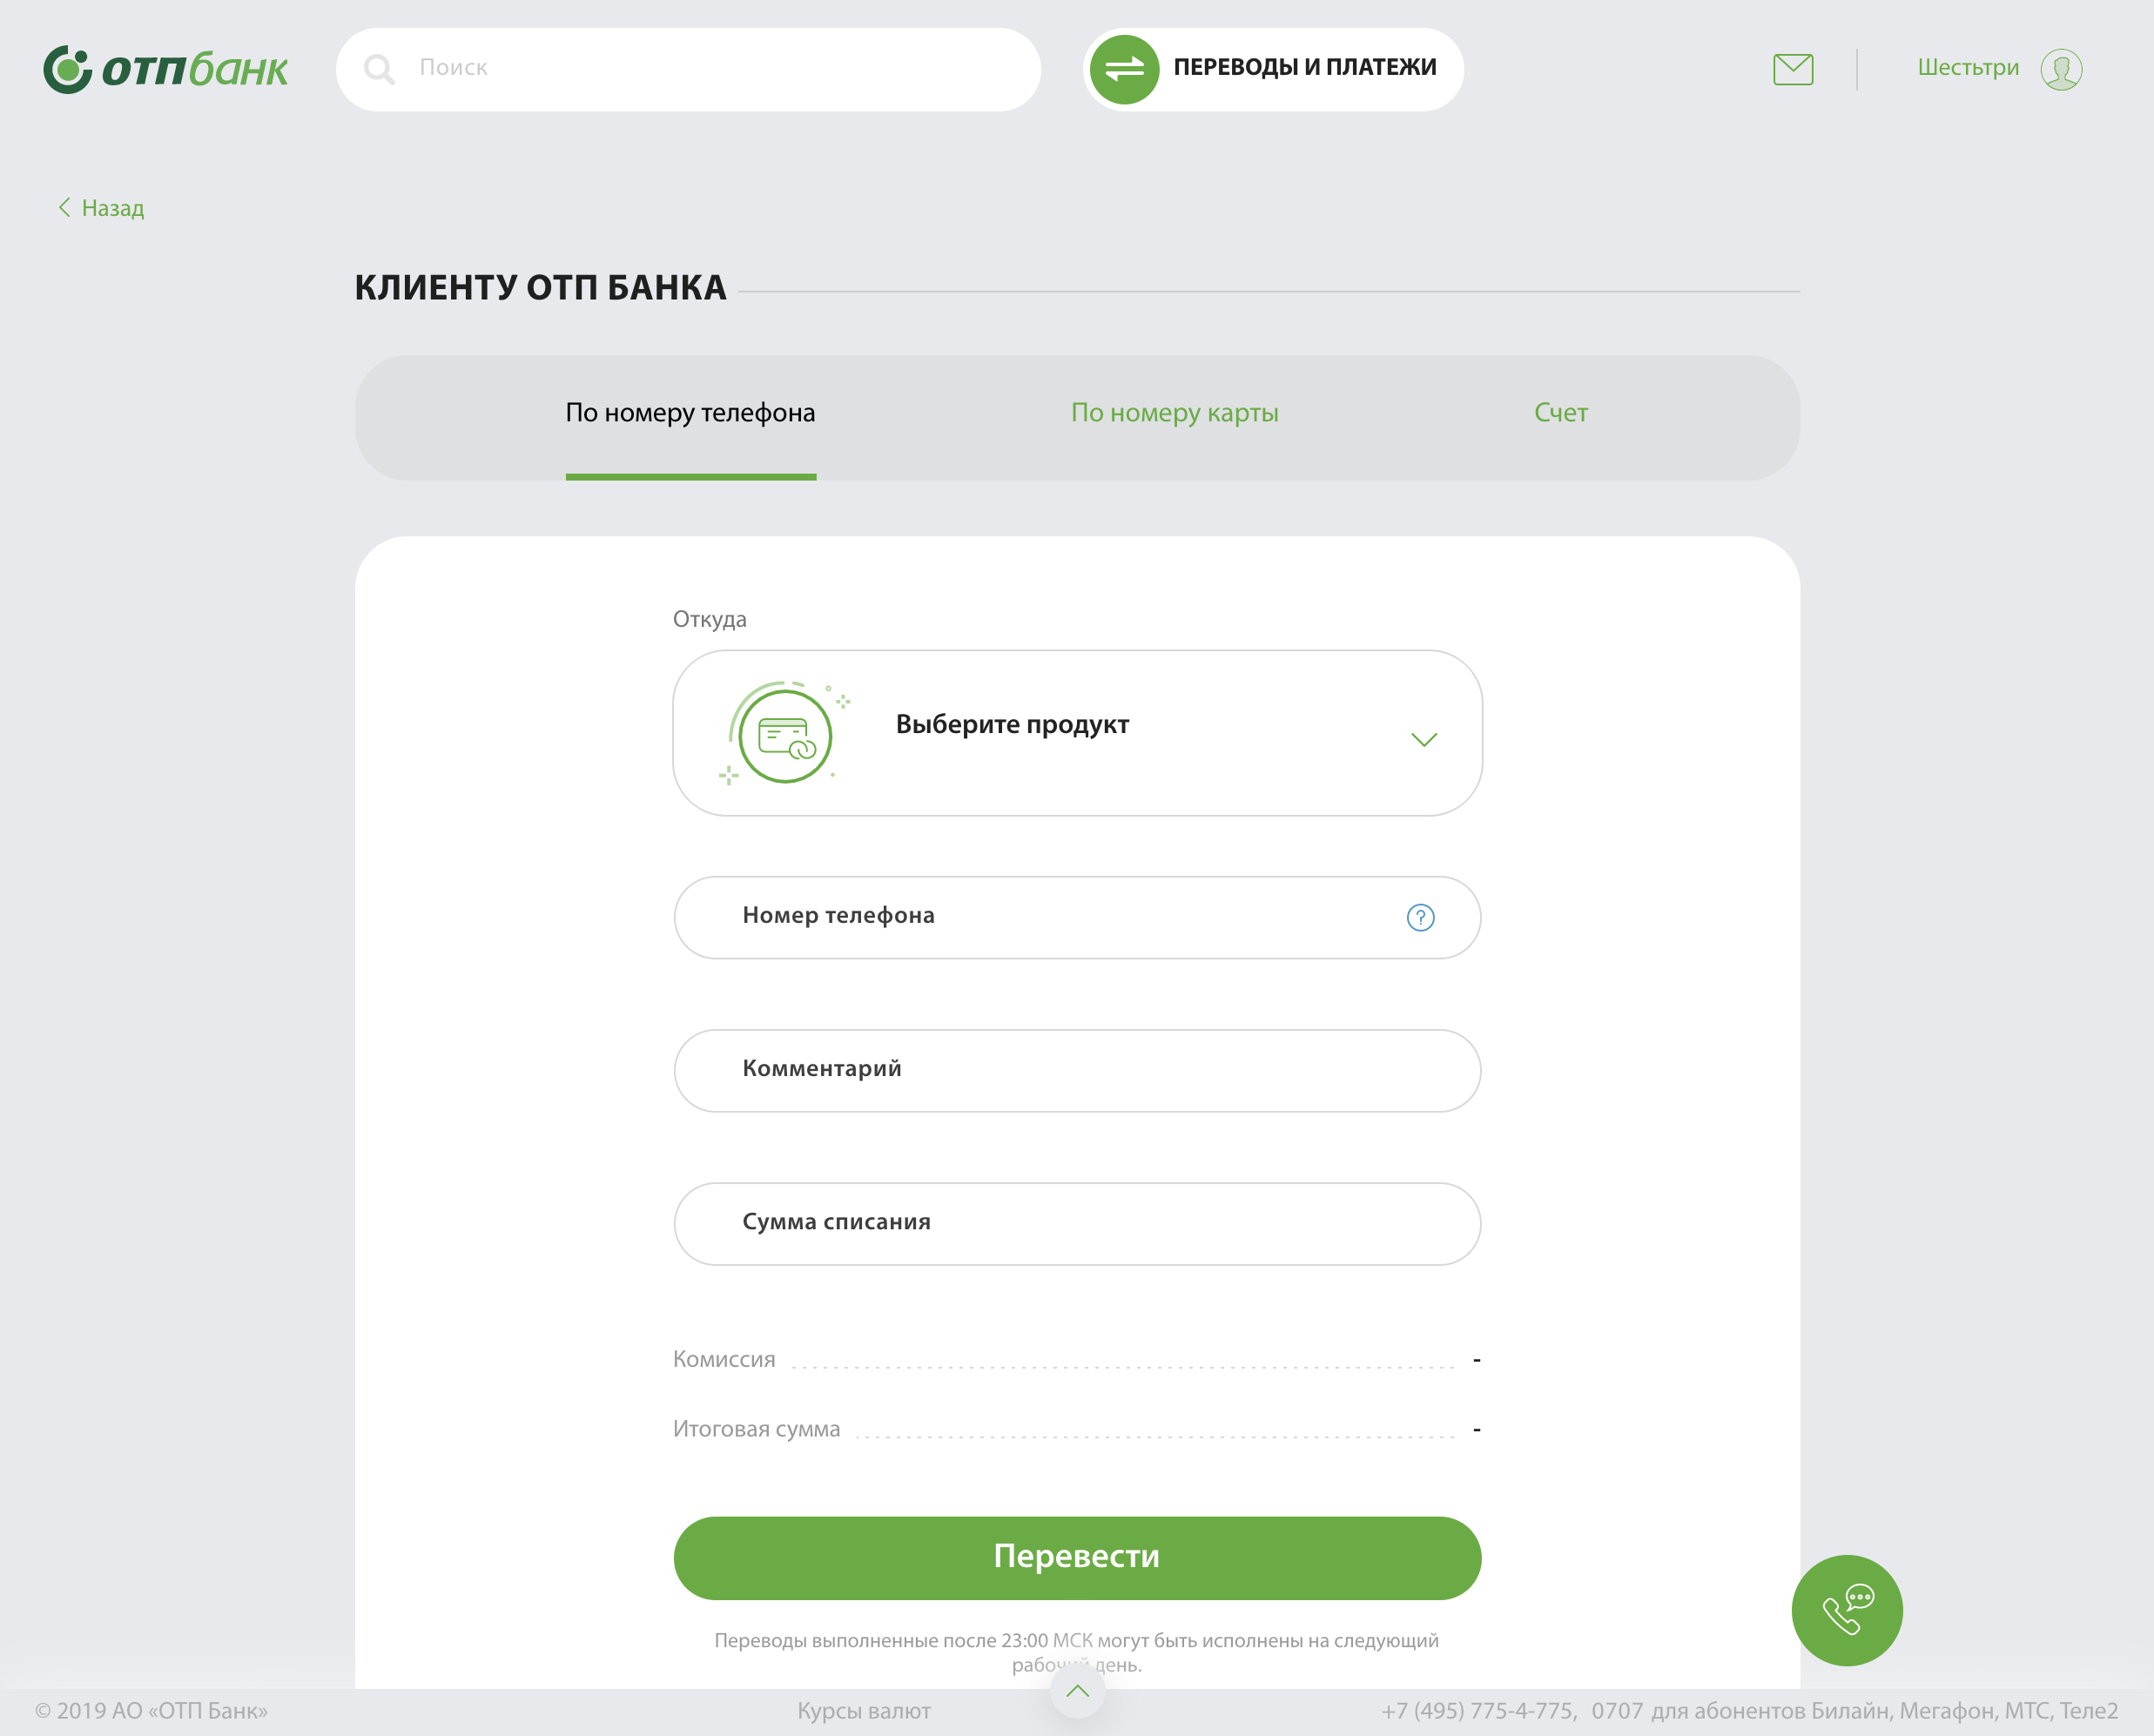 отпбанк
Поиск
ПЕРЕВОДЫ И ПЛАТЕЖИ
Шестьтри
Назад
КЛИЕНТУ ОТП БАНКА
По номеру телефона
По номеру карты
Счет
Откуда
Выберите продукт
Номер телефона
?
Комментарий
Сумма списания
Комиссия -
Итоговая сумма -
Перевести
Переводы выполненные после 23:00 МСК могут быть исполнены на следующий
рабочий день.
© 2019 АО «ОТП Банк»
Курсы валют
+7 (495) 775-4-775, 0707 для абонентов Билайн, Мегафон, МТС, Теле2